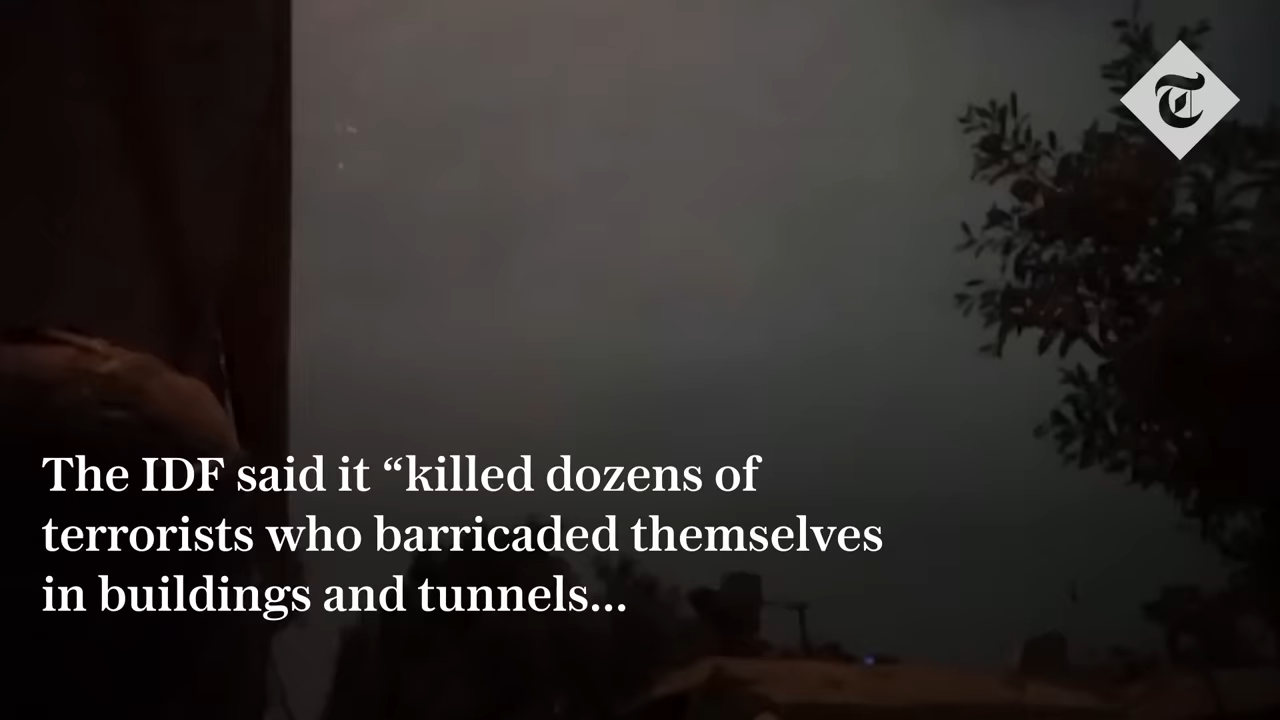 The IDF said it “killed dozens of
terrorists who barricaded themselves
in buildings and tunnels...